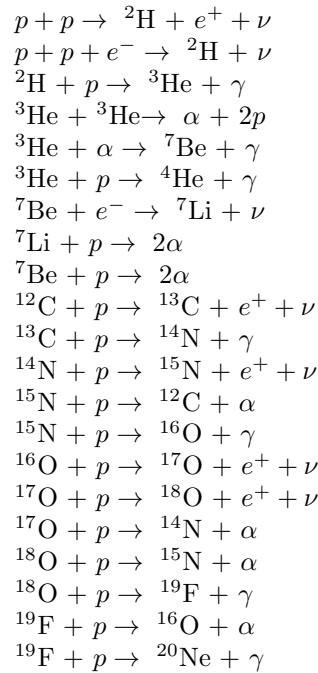 p + p → ²H + e⁺ + ν
p + p + e⁻ → ²H + ν
²H + p → ³He + γ
³He + ³He→ α + 2p
³He + α → ⁷Be + γ
³He + p → ⁴He + γ
⁷Be + e⁻ → ⁷Li + ν
⁷Li + p → 2α
⁷Be + p → 2α
¹²C + p → ¹³C + e⁺ + ν
¹³C + p → ¹⁴N + γ
¹⁴N + p → ¹⁵N + e⁺ + ν
¹⁵N + p → ¹²C + α
¹⁵N + p → ¹⁶O + γ
¹⁶O + p → ¹⁷O + e⁺ + ν
¹⁷O + p → ¹⁸O + e⁺ + ν
¹⁷O + p → ¹⁴N + α
¹⁸O + p → ¹⁵N + α
¹⁸O + p → ¹⁹F + γ
¹⁹F + p → ¹⁶O + α
¹⁹F + p → ²⁰Ne + γ